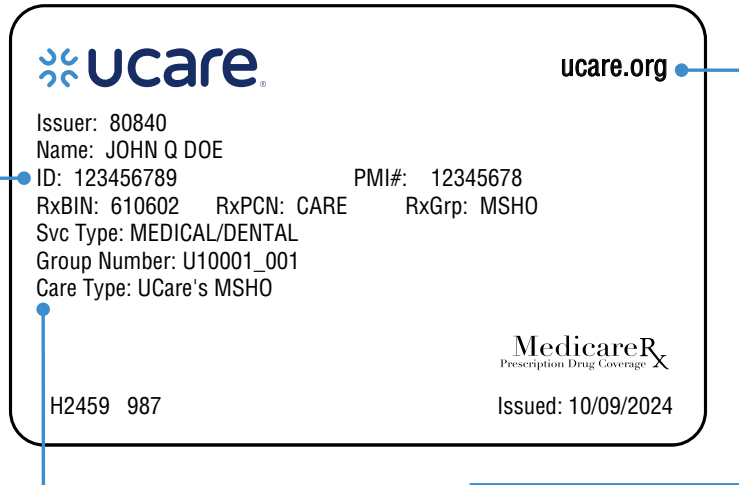 ucare®
ucare.org
Issuer: 80840
Name: JOHN Q DOE
ID: 123456789 PMI#: 12345678
RxBIN: 610602 RxPCN: CARE RxGrp: MSHO
Svc Type: MEDICAL/DENTAL
Group Number: U10001_001
Care Type: UCare's MSHO
MedicareRx
Prescription Drug Coverage
H2459 987 Issued: 10/09/2024